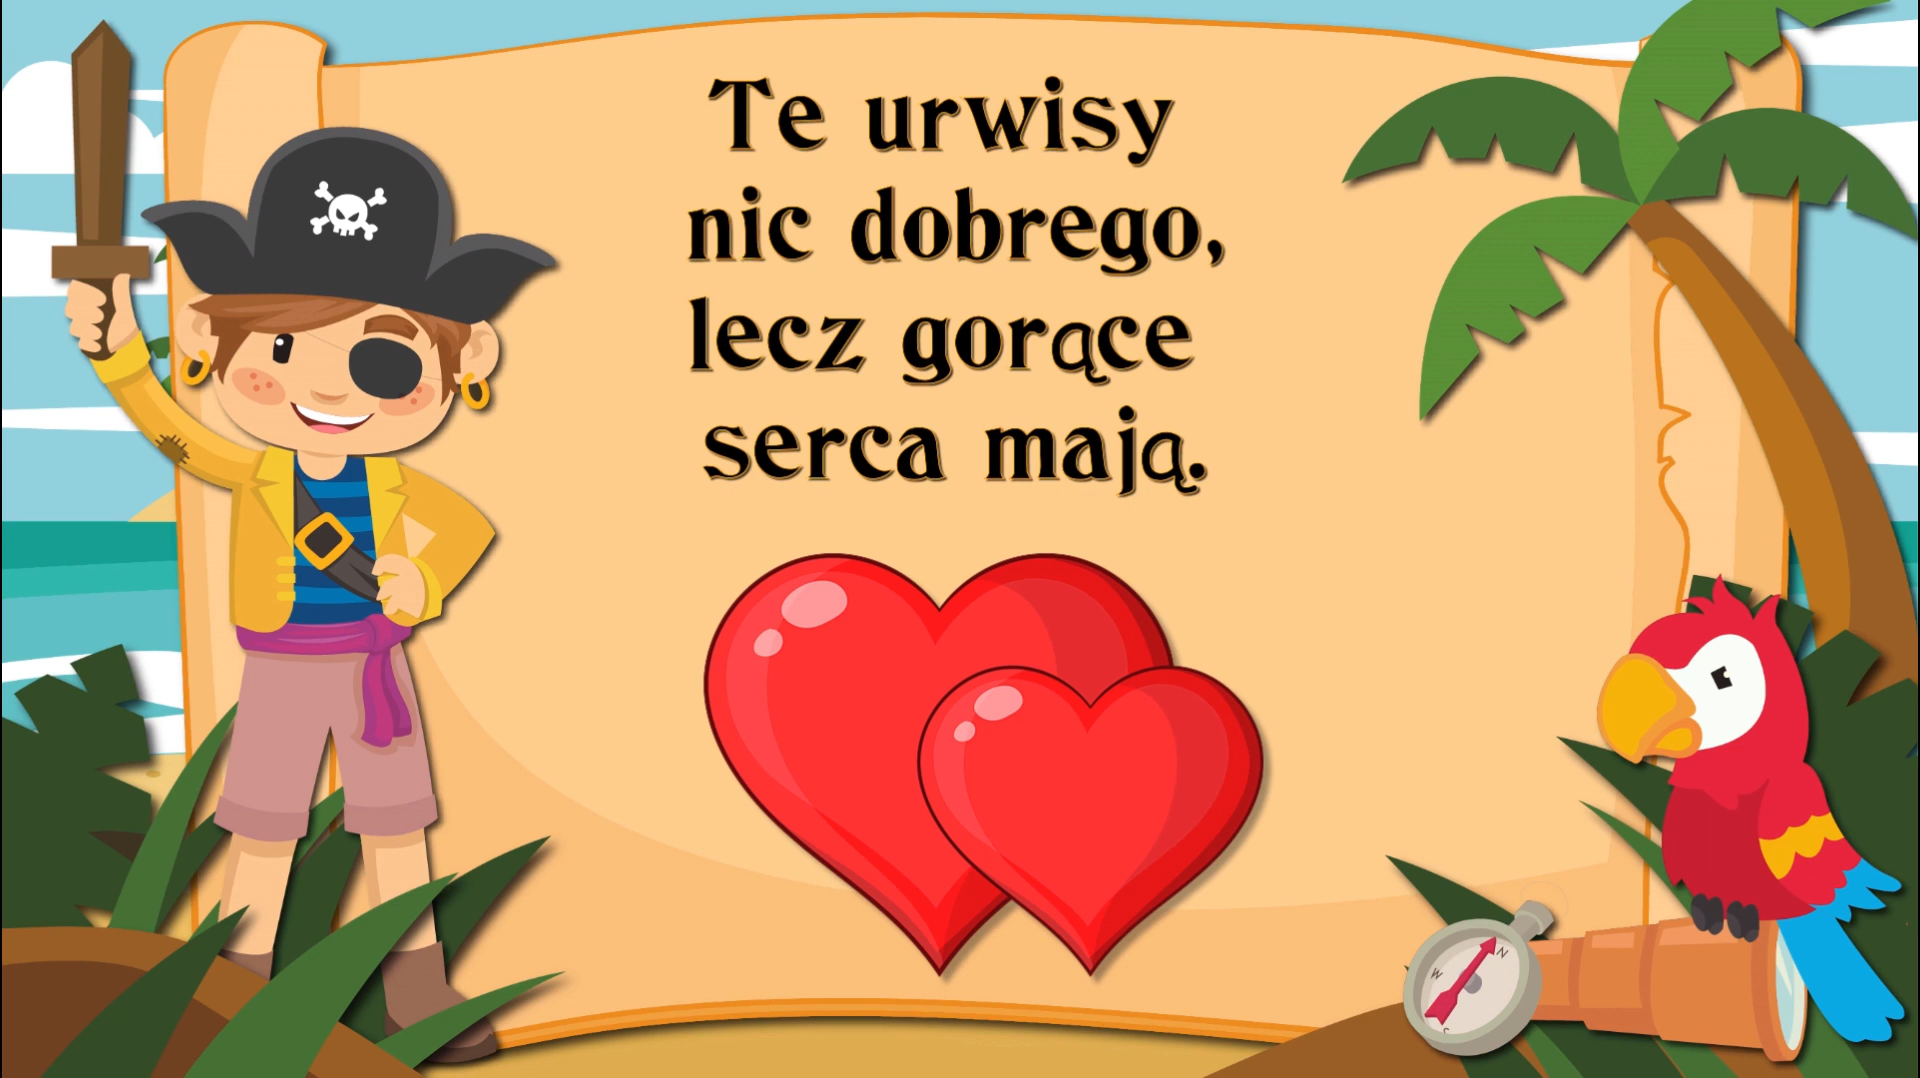 Te urwisy
nic dobrego,
lecz gorące
serca mają.
N
W
S